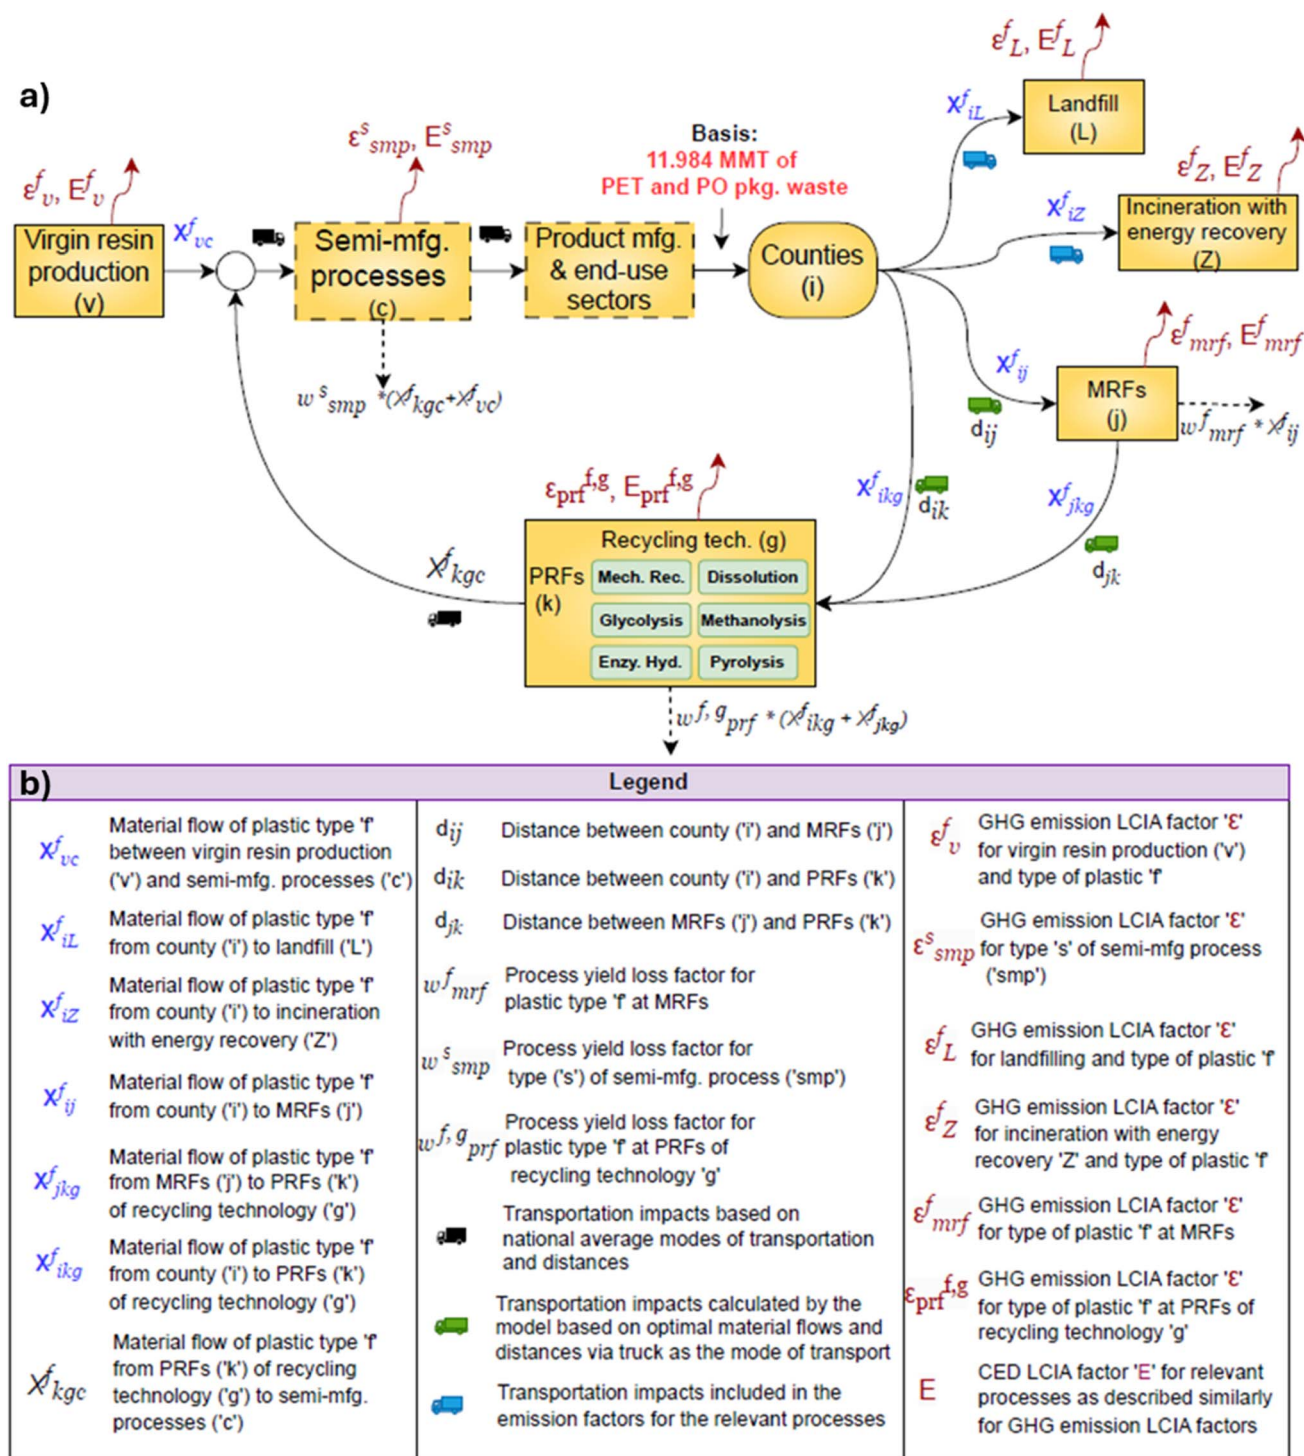 a)
ε^f_L, E^f_L
X^f_iL
Landfill
(L)
ε^s_smp, E^s_smp
Basis:
11.984 MMT of
PET and PO pkg. waste
ε^f_v, E^f_v
ε^f_Z, E^f_Z
Virgin resin
production
(v)
X^f_vc
Semi-mfg.
processes
(c)
Product mfg.
& end-use
sectors
Counties
(i)
X^f_iZ
Incineration with
energy recovery
(Z)
w^s_smp *(X^f_kgc+X^f_vc)
X^f_ij
d_ij
ε^f_mrf, E^f_mrf
MRFs
(j)
w^f_mrf * X^f_ij
ε_prf^f,g, E_prf^f,g
X^f_ikg
d_ik
X^f_jkg
d_jk
X^f_kgc
Recycling tech. (g)
PRFs
(k)
Mech. Rec.
Dissolution
Glycolysis
Methanolysis
Enzy. Hyd.
Pyrolysis
w^f,g_prf * (X^f_ikg + X^f_jkg)
b)
Legend
X^f_vc
Material flow of plastic type 'f'
between virgin resin production
('v') and semi-mfg. processes ('c')
X^f_iL
Material flow of plastic type 'f'
from county ('i') to landfill ('L')
X^f_iZ
Material flow of plastic type 'f'
from county ('i') to incineration
with energy recovery ('Z')
X^f_ij
Material flow of plastic type 'f'
from county ('i') to MRFs ('j')
X^f_jkg
Material flow of plastic type 'f'
from MRFs ('j') to PRFs ('k')
of recycling technology ('g')
X^f_ikg
Material flow of plastic type 'f'
from county ('i') to PRFs ('k')
of recycling technology ('g')
X^f_kgc
Material flow of plastic type 'f'
from PRFs ('k') of recycling
technology ('g') to semi-mfg.
processes ('c')
d_ij
Distance between county ('i') and MRFs ('j')
d_ik
Distance between county ('i') and PRFs ('k')
d_jk
Distance between MRFs ('j') and PRFs ('k')
w^f_mrf
Process yield loss factor for
plastic type 'f' at MRFs
w^s_smp
Process yield loss factor for
type ('s') of semi-mfg. process ('smp')
w^f,g_prf
Process yield loss factor for
plastic type 'f' at PRFs of
recycling technology 'g'
Transportation impacts based on
national average modes of transportation
and distances
Transportation impacts calculated by the
model based on optimal material flows and
distances via truck as the mode of transport
Transportation impacts included in the
emission factors for the relevant processes
ε^f_v
GHG emission LCIA factor 'ε'
for virgin resin production ('v')
and type of plastic 'f'
ε^s_smp
GHG emission LCIA factor 'ε'
for type 's' of semi-mfg process
('smp')
ε^f_L
GHG emission LCIA factor 'ε'
for landfilling and type of plastic 'f'
ε^f_Z
GHG emission LCIA factor 'ε'
for incineration with energy
recovery 'Z' and type of plastic 'f'
ε^f_mrf
GHG emission LCIA factor 'ε'
for type of plastic 'f' at MRFs
ε_prf^f,g
GHG emission LCIA factor 'ε'
for type of plastic 'f' at PRFs of
recycling technology 'g'
E
CED LCIA factor 'E' for relevant
processes as described similarly
for GHG emission LCIA factors